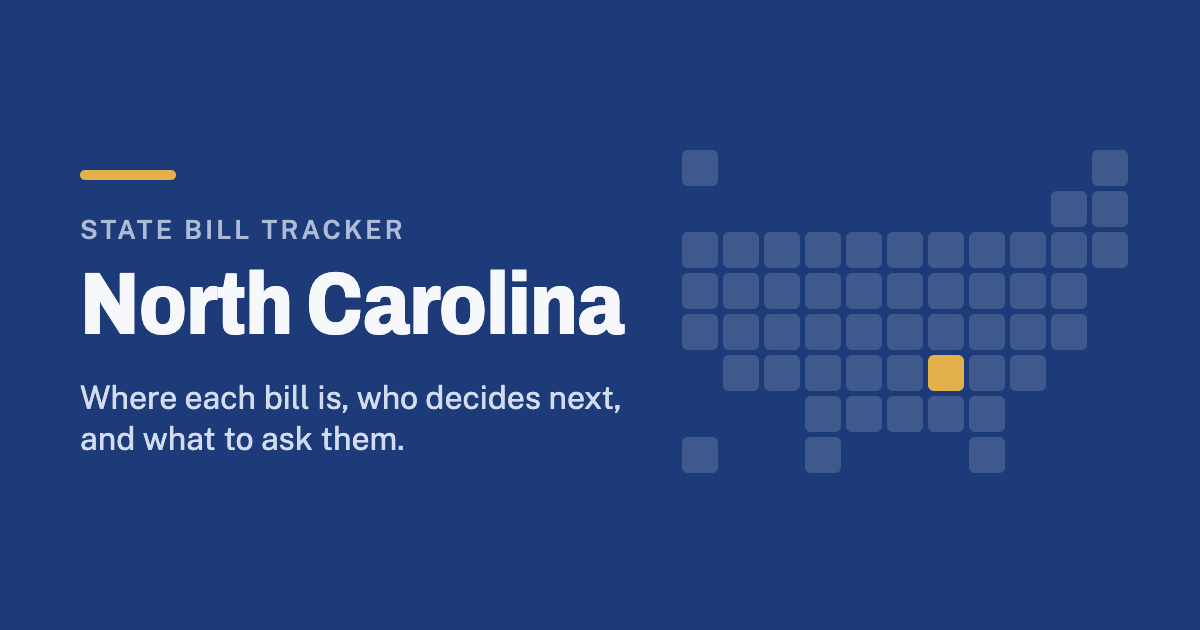 STATE BILL TRACKER
North Carolina
Where each bill is, who decides next,
and what to ask them.